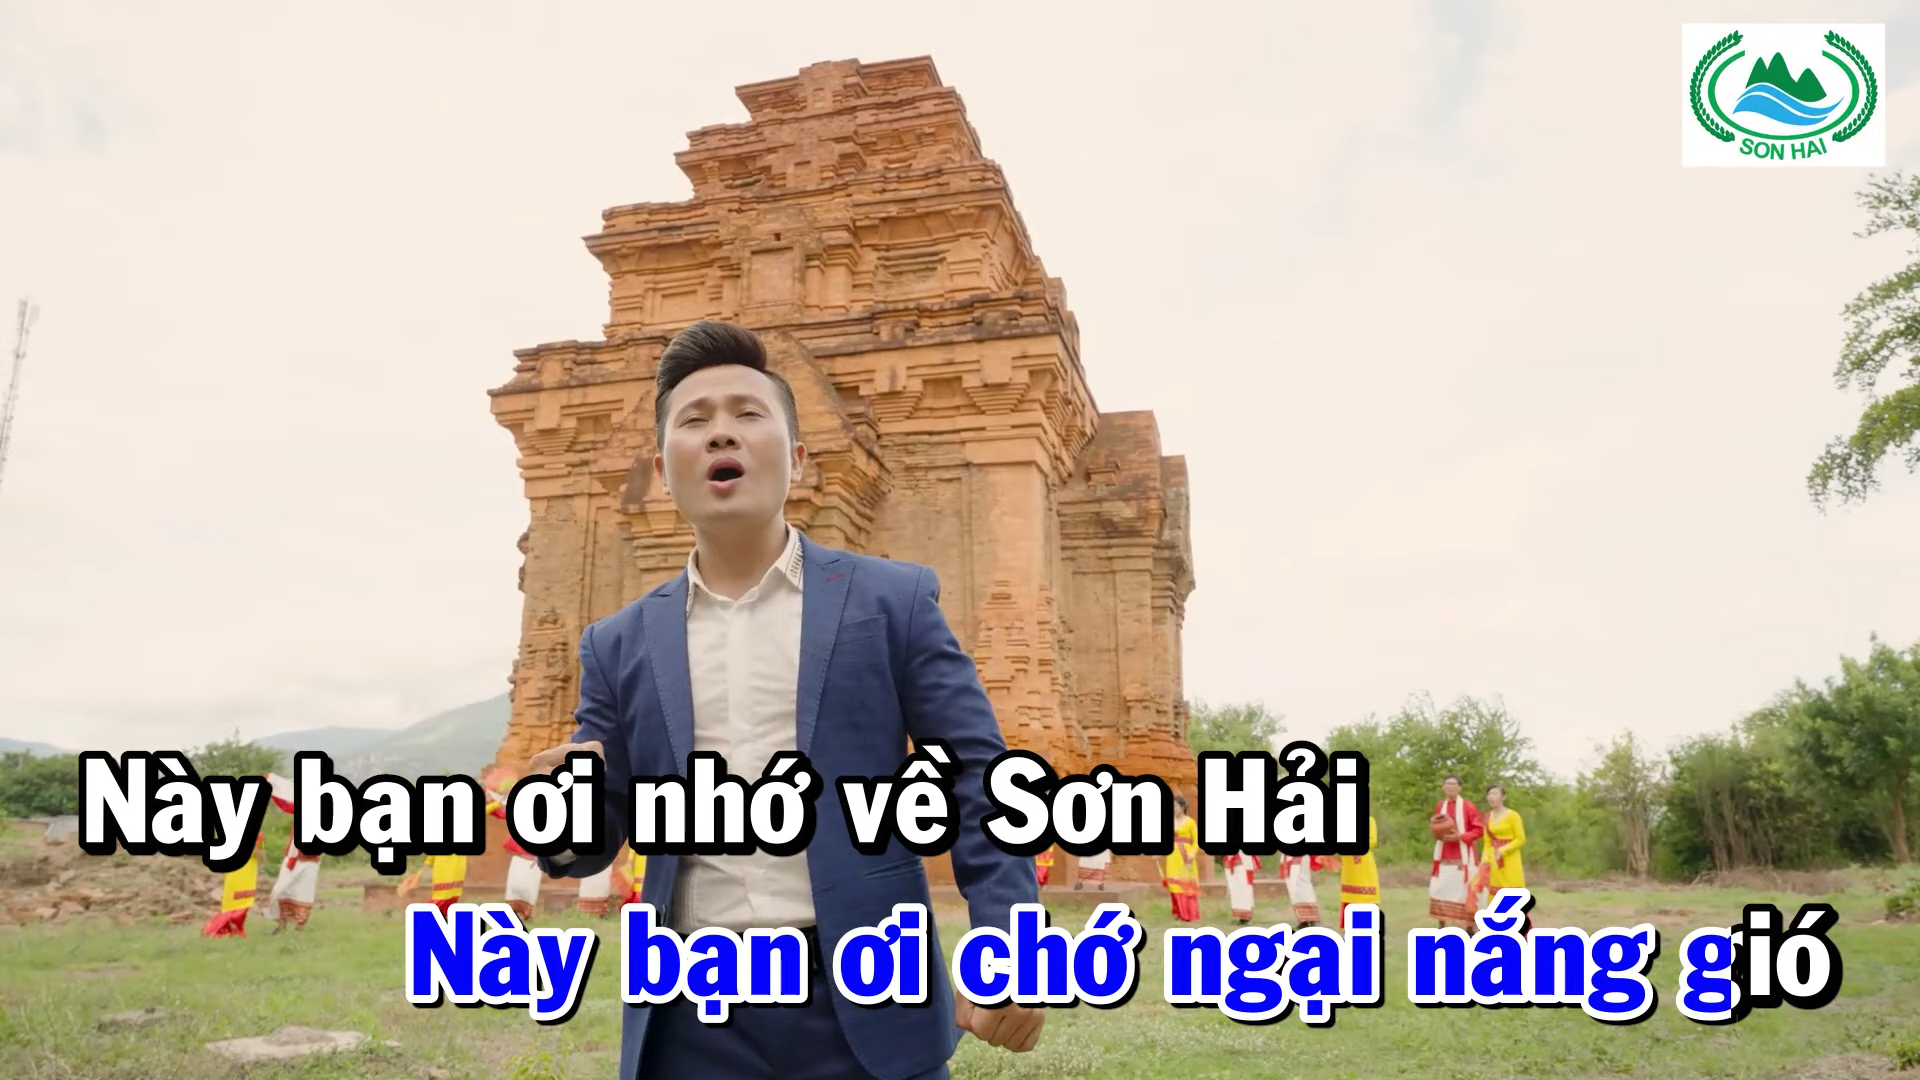 SON HAI
Này bạn ơi nhớ về Sơn Hải
Này bạn ơi chớ ngại nắng gió